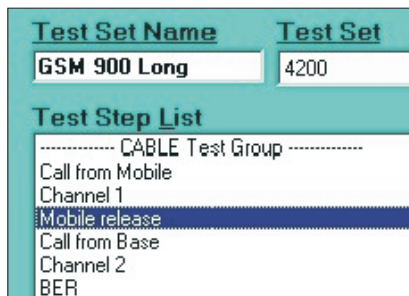 Test Set Name
Test Set
GSM 900 Long
4200
Test Step List
------------- CABLE Test Group -------------
Call from Mobile
Channel 1
Mobile release
Call from Base
Channel 2
BER